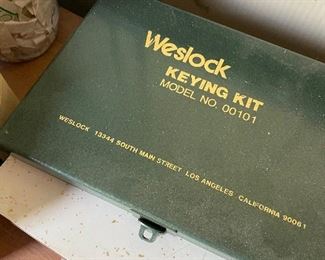 Weslock
KEYING KIT
MODEL NO. 00101
WESLOCK 13344 SOUTH MAIN STREET LOS ANGELES CALIFORNIA 90061